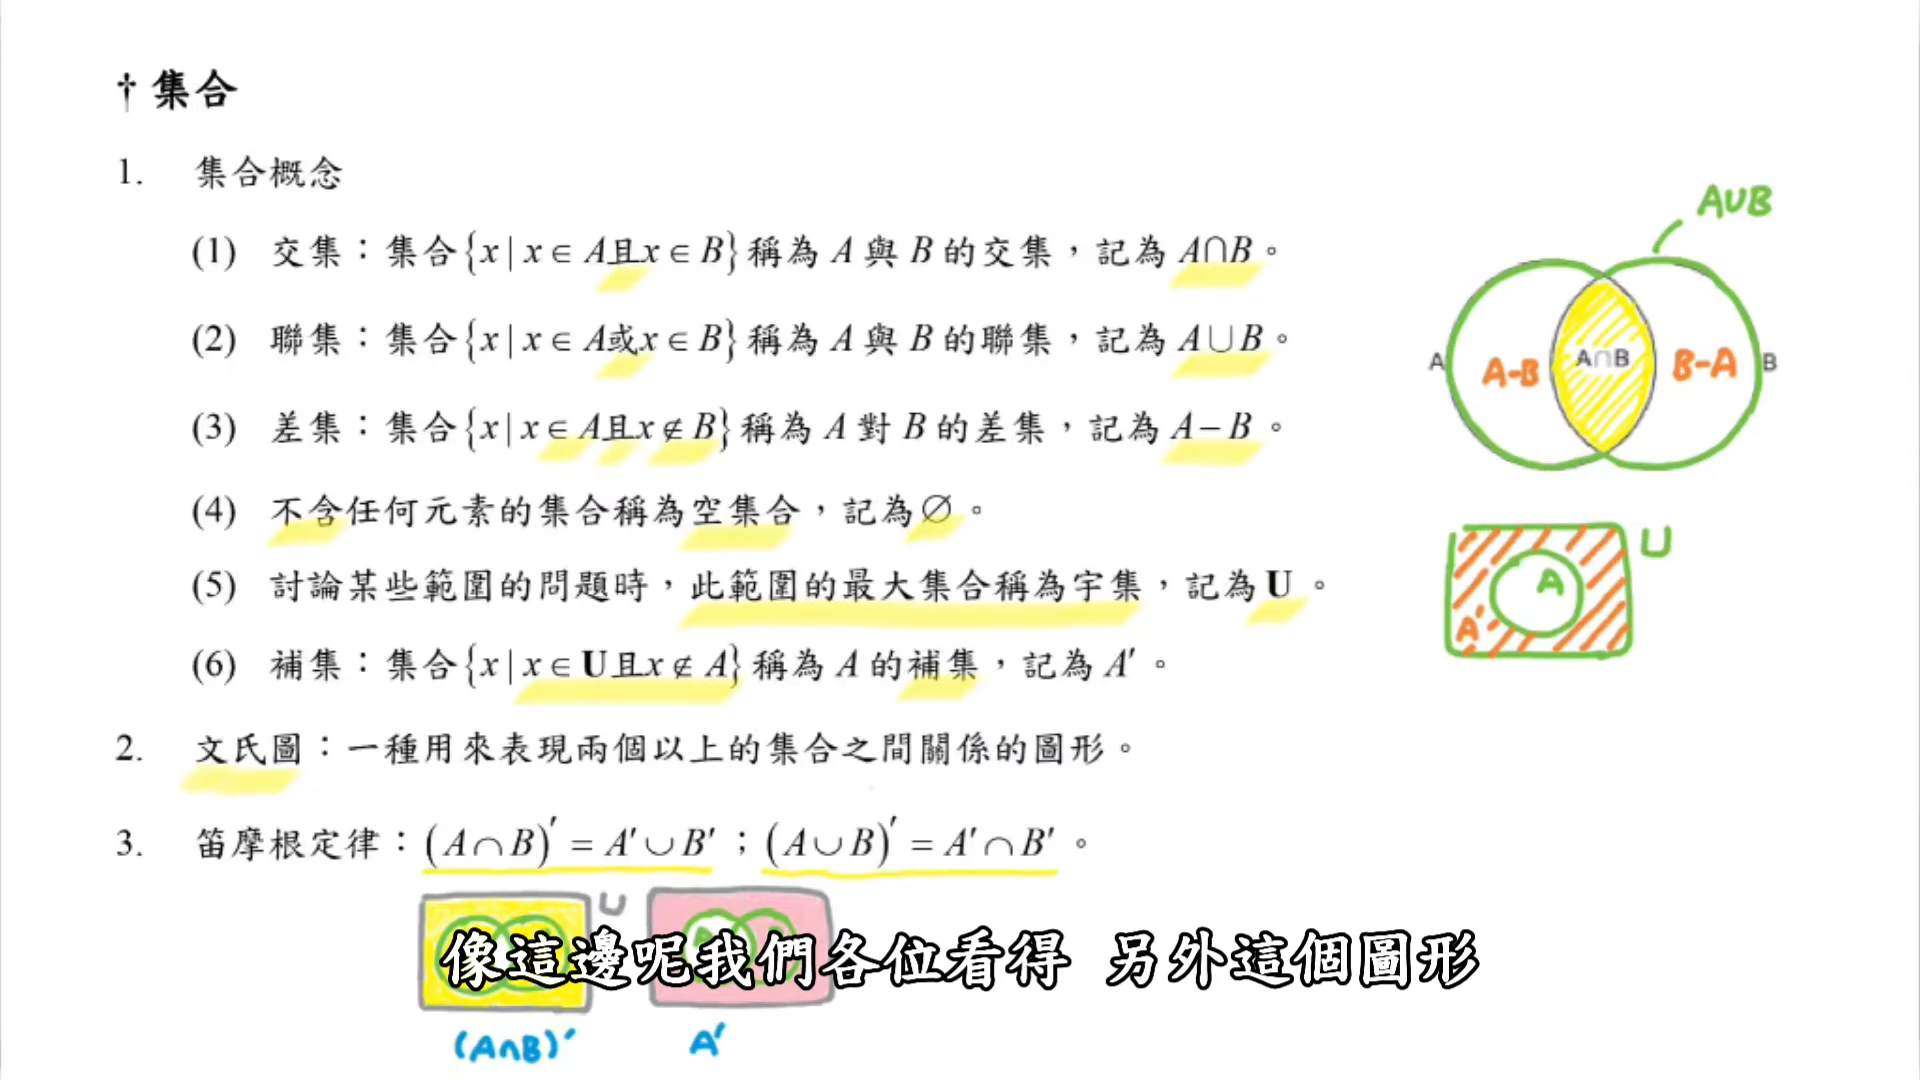 † 集合
1. 集合概念
(1) 交集：集合{x | x ∈ A且x ∈ B}稱為 A 與 B 的交集，記為 A∩B。
(2) 聯集：集合{x | x ∈ A或x ∈ B}稱為 A 與 B 的聯集，記為 A∪B。
(3) 差集：集合{x | x ∈ A且x ∉ B}稱為 A 對 B 的差集，記為 A−B。
(4) 不含任何元素的集合稱為空集合，記為∅。
(5) 討論某些範圍的問題時，此範圍的最大集合稱為宇集，記為 U。
(6) 補集：集合{x | x ∈ U且x ∉ A}稱為 A 的補集，記為 A′。
2. 文氏圖：一種用來表現兩個以上的集合之間關係的圖形。
3. 笛摩根定律：(A∩B)′ = A′∪B′；(A∪B)′ = A′∩B′。
A∪B
A
A-B
A∩B
B-A
B
U
A
A′
U
像這邊呢我們各位看得 另外這個圖形
(A∩B)′
A′